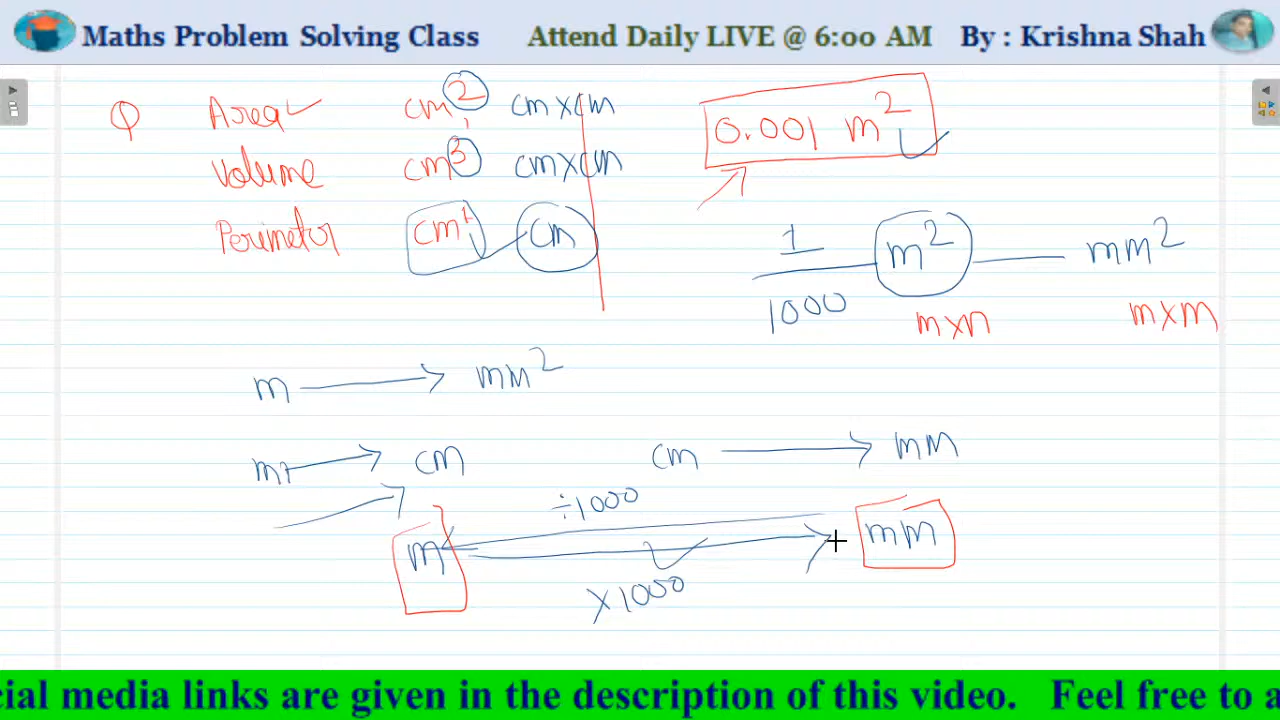 Maths Problem Solving Class Attend Daily LIVE @ 6:00 AM By : Krishna Shah
Q Area cm² cm×cm
0.001 m²
Volume cm³ cm×cm
Perimeter cm¹ cm
1/1000 m² mm²
m×m m×m
m → mm²
m → cm cm → mm
÷1000
m mm
×1000
cial media links are given in the description of this video. Feel free to a